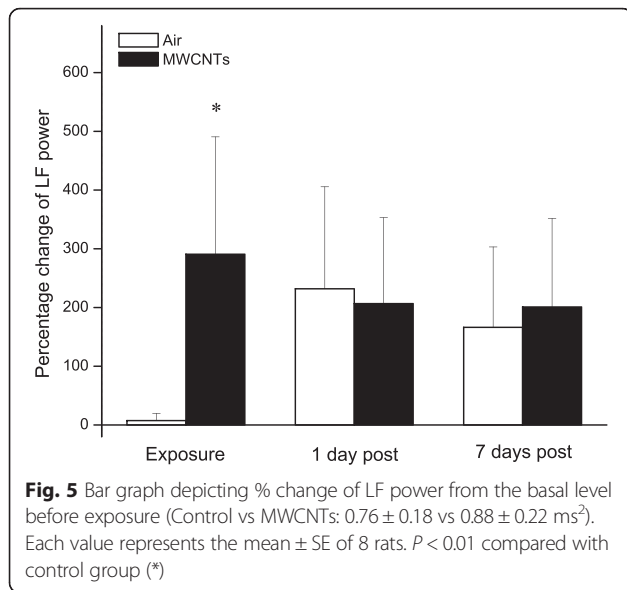 Air
MWCNTs
600
500
400
300
200
100
0
*
Percentage change of LF power
Exposure
1 day post
7 days post
Fig. 5 Bar graph depicting % change of LF power from the basal level
before exposure (Control vs MWCNTs: 0.76 ± 0.18 vs 0.88 ± 0.22 ms²).
Each value represents the mean ± SE of 8 rats. P < 0.01 compared with
control group (*)